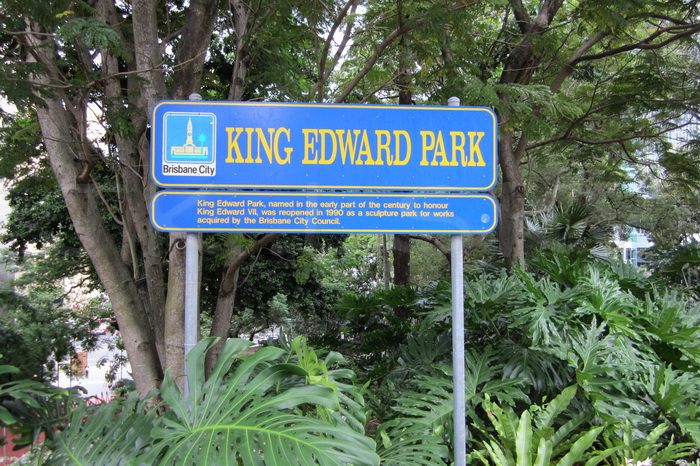 KING EDWARD PARK
Brisbane City
King Edward Park, named in the early part of the century to honour
King Edward VII, was reopened in 1990 as a sculpture park for works
acquired by the Brisbane City Council.